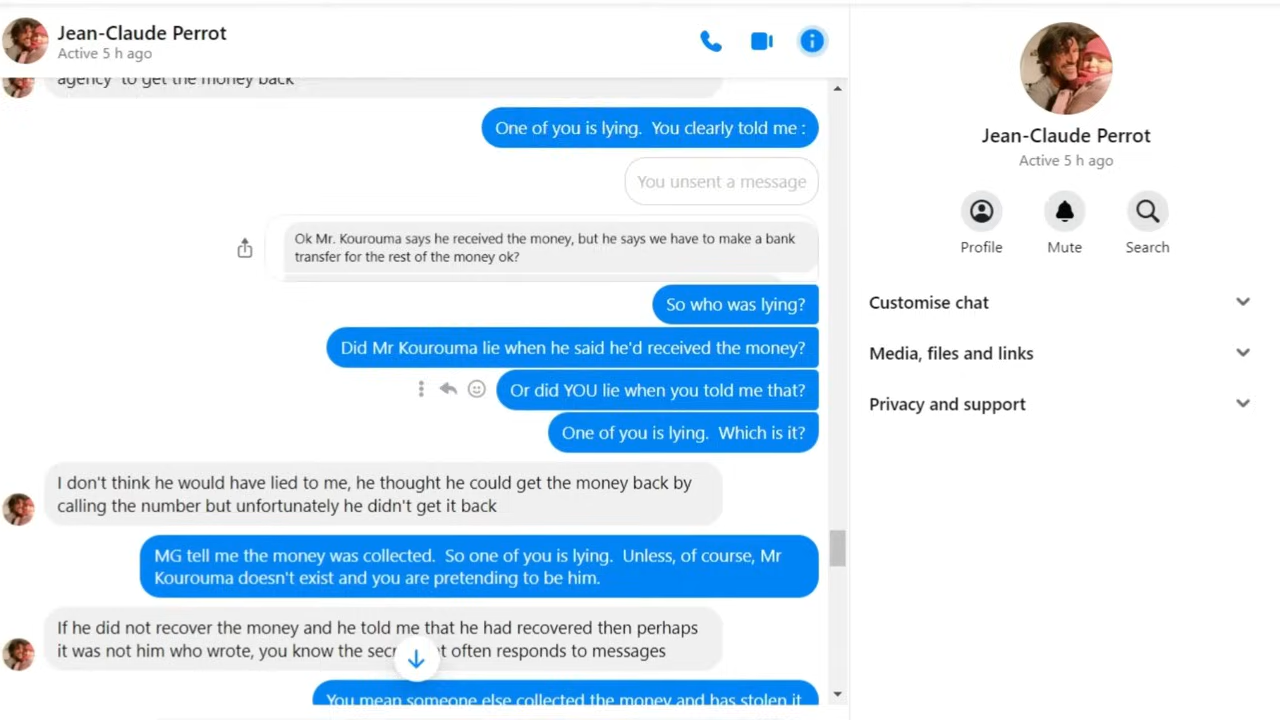 Jean-Claude Perrot
Active 5 h ago
agency to get the money back
One of you is lying. You clearly told me :
You unsent a message
Ok Mr. Kourouma says he received the money, but he says we have to make a bank
transfer for the rest of the money ok?
So who was lying?
Did Mr Kourouma lie when he said he'd received the money?
Or did YOU lie when you told me that?
One of you is lying. Which is it?
I don't think he would have lied to me, he thought he could get the money back by
calling the number but unfortunately he didn't get it back
MG tell me the money was collected. So one of you is lying. Unless, of course, Mr
Kourouma doesn't exist and you are pretending to be him.
If he did not recover the money and he told me that he had recovered then perhaps
it was not him who wrote, you know the often responds to messages
You mean someone else collected the money and has stolen it
Jean-Claude Perrot
Active 5 h ago
Profile
Mute
Search
Customise chat
Media, files and links
Privacy and support